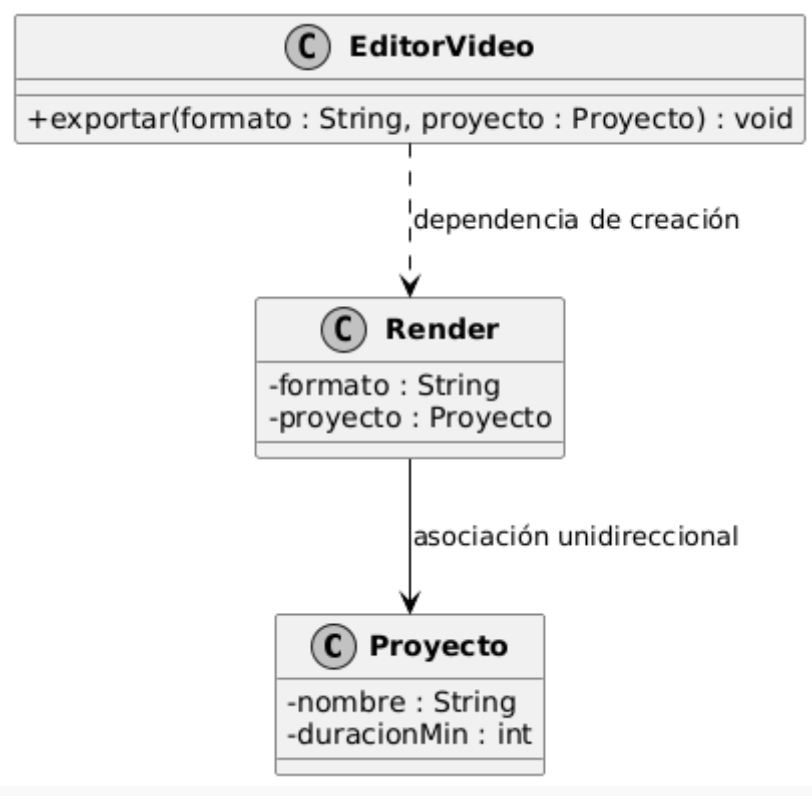 C EditorVideo
+exportar(formato : String, proyecto : Proyecto) : void
dependencia de creación
C Render
-formato : String
-proyecto : Proyecto
asociación unidireccional
C Proyecto
-nombre : String
-duracionMin : int